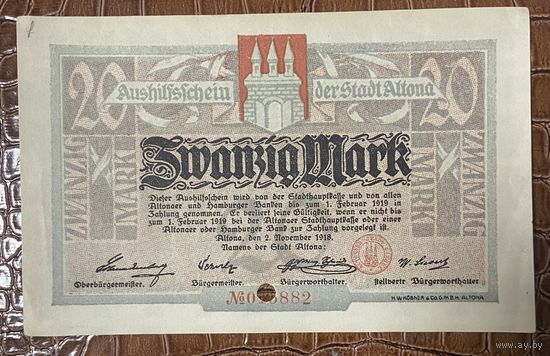 Aushilfsschein der Stadt Altona
20 20
ZWANZIG MARK MARK ZWANZIG
Zwanzig Mark
Dieser Aushilfsschein wird von der Stadthauptkasse und von allen
Altonaer und Hamburger Banken bis zum 1. Februar 1919 in
Zahlung genommen. Er verliert seine Gültigkeit, wenn er nicht bis
zum 1. Februar 1919 bei der Altonaer Stadthauptkasse oder einer
Altonaer oder Hamburger Bank zur Zahlung vorgelegt ist.
Altona, den 2. November 1918.
Namens der Stadt Altona:
Oberbürgermeister. Bürgermeister. Bürgerworthalter. stellvertr. Bürgerworthalter
H.W.KÖBNER & CO. G.M.B.H. ALTONA
www.ay.by